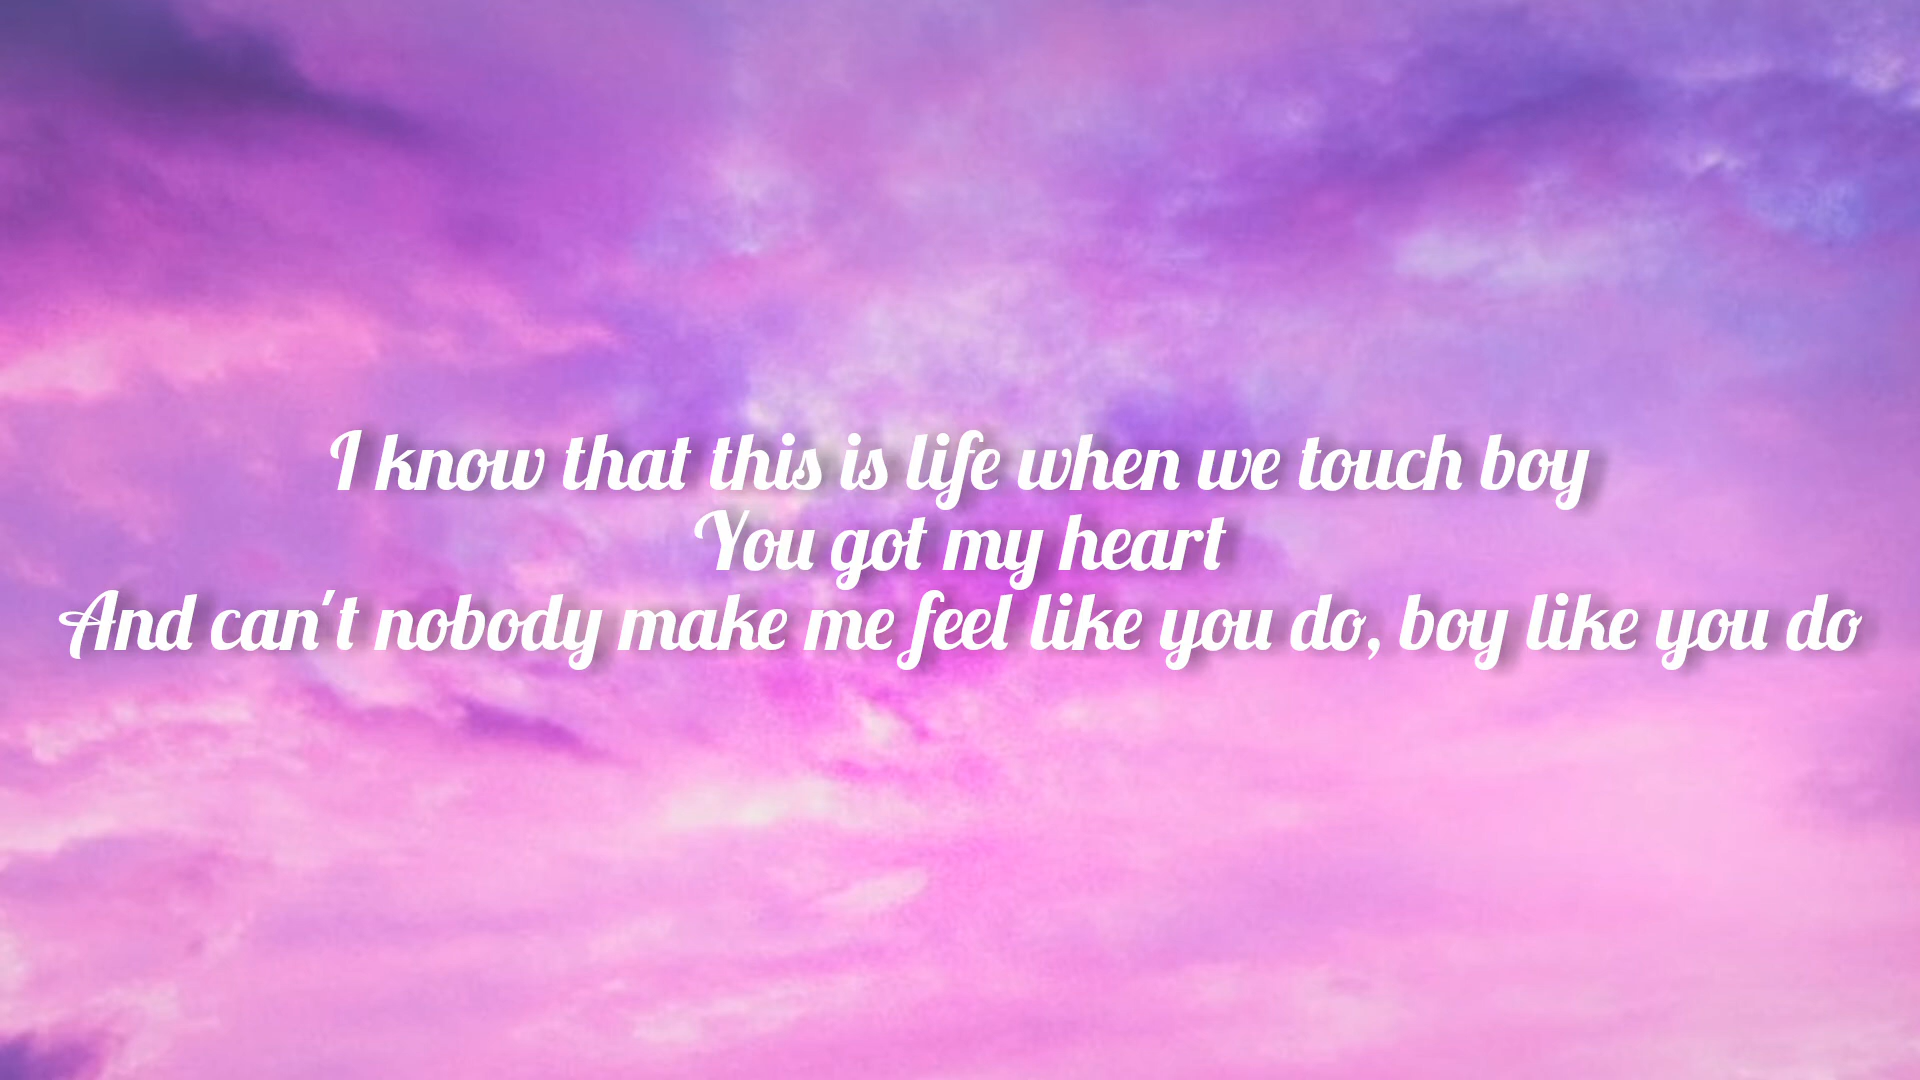 I know that this is life when we touch boy
You got my heart
And can't nobody make me feel like you do, boy like you do